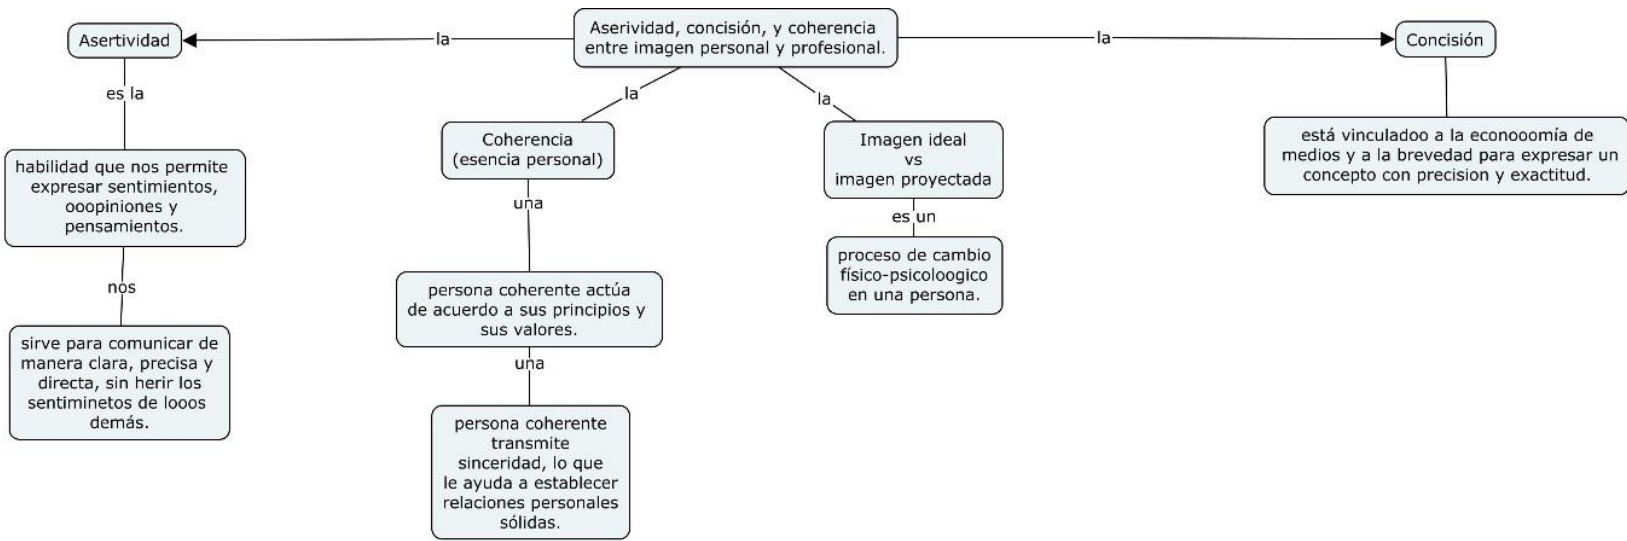 Aserividad, concisión, y coherencia
entre imagen personal y profesional.
la
Asertividad
es la
habilidad que nos permite
expresar sentimientos,
ooopiniones y
pensamientos.
nos
sirve para comunicar de
manera clara, precisa y
directa, sin herir los
sentiminetos de looos
demás.
la
Coherencia
(esencia personal)
una
persona coherente actúa
de acuerdo a sus principios y
sus valores.
una
persona coherente
transmite
sinceridad, lo que
le ayuda a establecer
relaciones personales
sólidas.
la
Imagen ideal
vs
imagen proyectada
es un
proceso de cambio
físico-psicoloogico
en una persona.
la
Concisión
está vinculadoo a la econooomía de
medios y a la brevedad para expresar un
concepto con precision y exactitud.